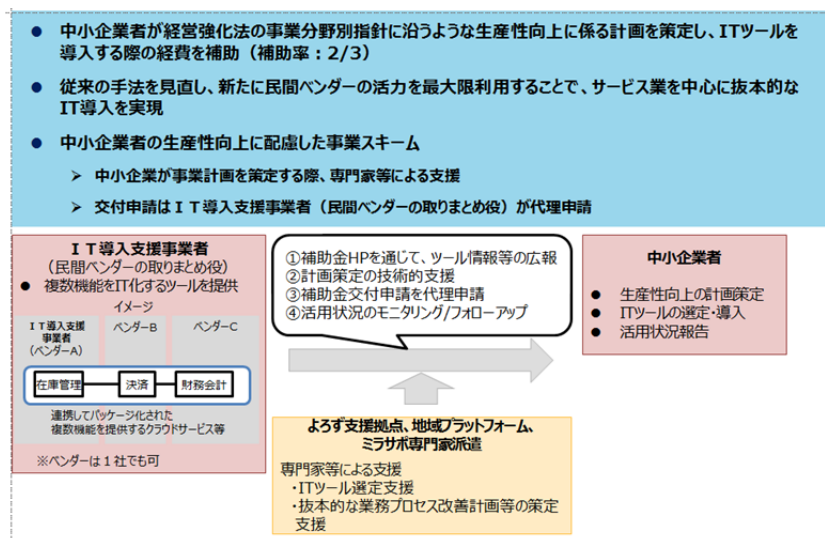 ● 中小企業者が経営強化法の事業分野別指針に沿うような生産性向上に係る計画を策定し、ITツールを
導入する際の経費を補助（補助率：2/3）
● 従来の手法を見直し、新たに民間ベンダーの活力を最大限利用することで、サービス業を中心に抜本的な
IT導入を実現
● 中小企業者の生産性向上に配慮した事業スキーム
➢ 中小企業が事業計画を策定する際、専門家等による支援
➢ 交付申請はＩＴ導入支援事業者（民間ベンダーの取りまとめ役）が代理申請
ＩＴ導入支援事業者
（民間ベンダーの取りまとめ役）
● 複数機能をIT化するツールを提供
イメージ
ＩＴ導入支援
事業者
（ベンダーA）
ベンダーB
ベンダーC
在庫管理
決済
財務会計
連携してパッケージ化された
複数機能を提供するクラウドサービス等
※ベンダーは１社でも可
①補助金HPを通じて、ツール情報等の広報
②計画策定の技術的支援
③補助金交付申請を代理申請
④活用状況のモニタリング/フォローアップ
よろず支援拠点、地域プラットフォーム、
ミラサポ専門家派遣
専門家等による支援
・ITツール選定支援
・抜本的な業務プロセス改善計画等の策定
支援
中小企業者
● 生産性向上の計画策定
● ITツールの選定・導入
● 活用状況報告